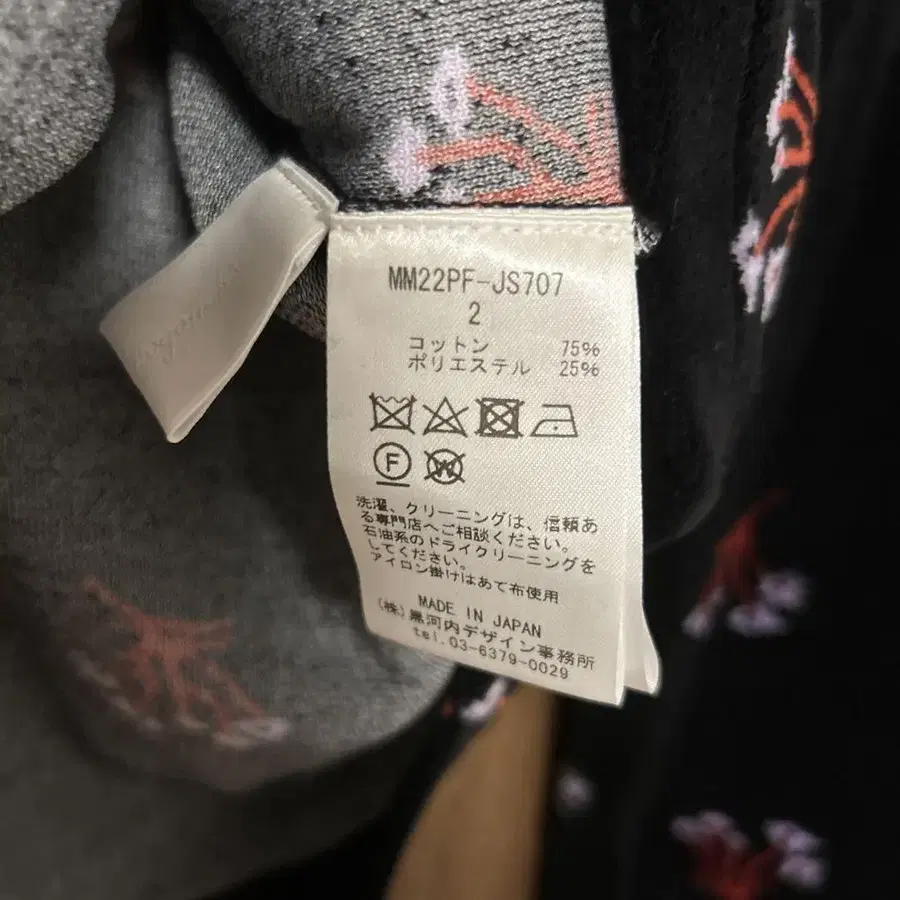 MM22PF-JS707
2
コットン 75%
ポリエステル 25%
F
W
洗濯、クリーニングは、信頼あ
る専門店へご相談ください。
石油系のドライクリーニングを
してください。
アイロン掛けはあて布使用
MADE IN JAPAN
(株)黒河内デザイン事務所
tel.03-6379-0029